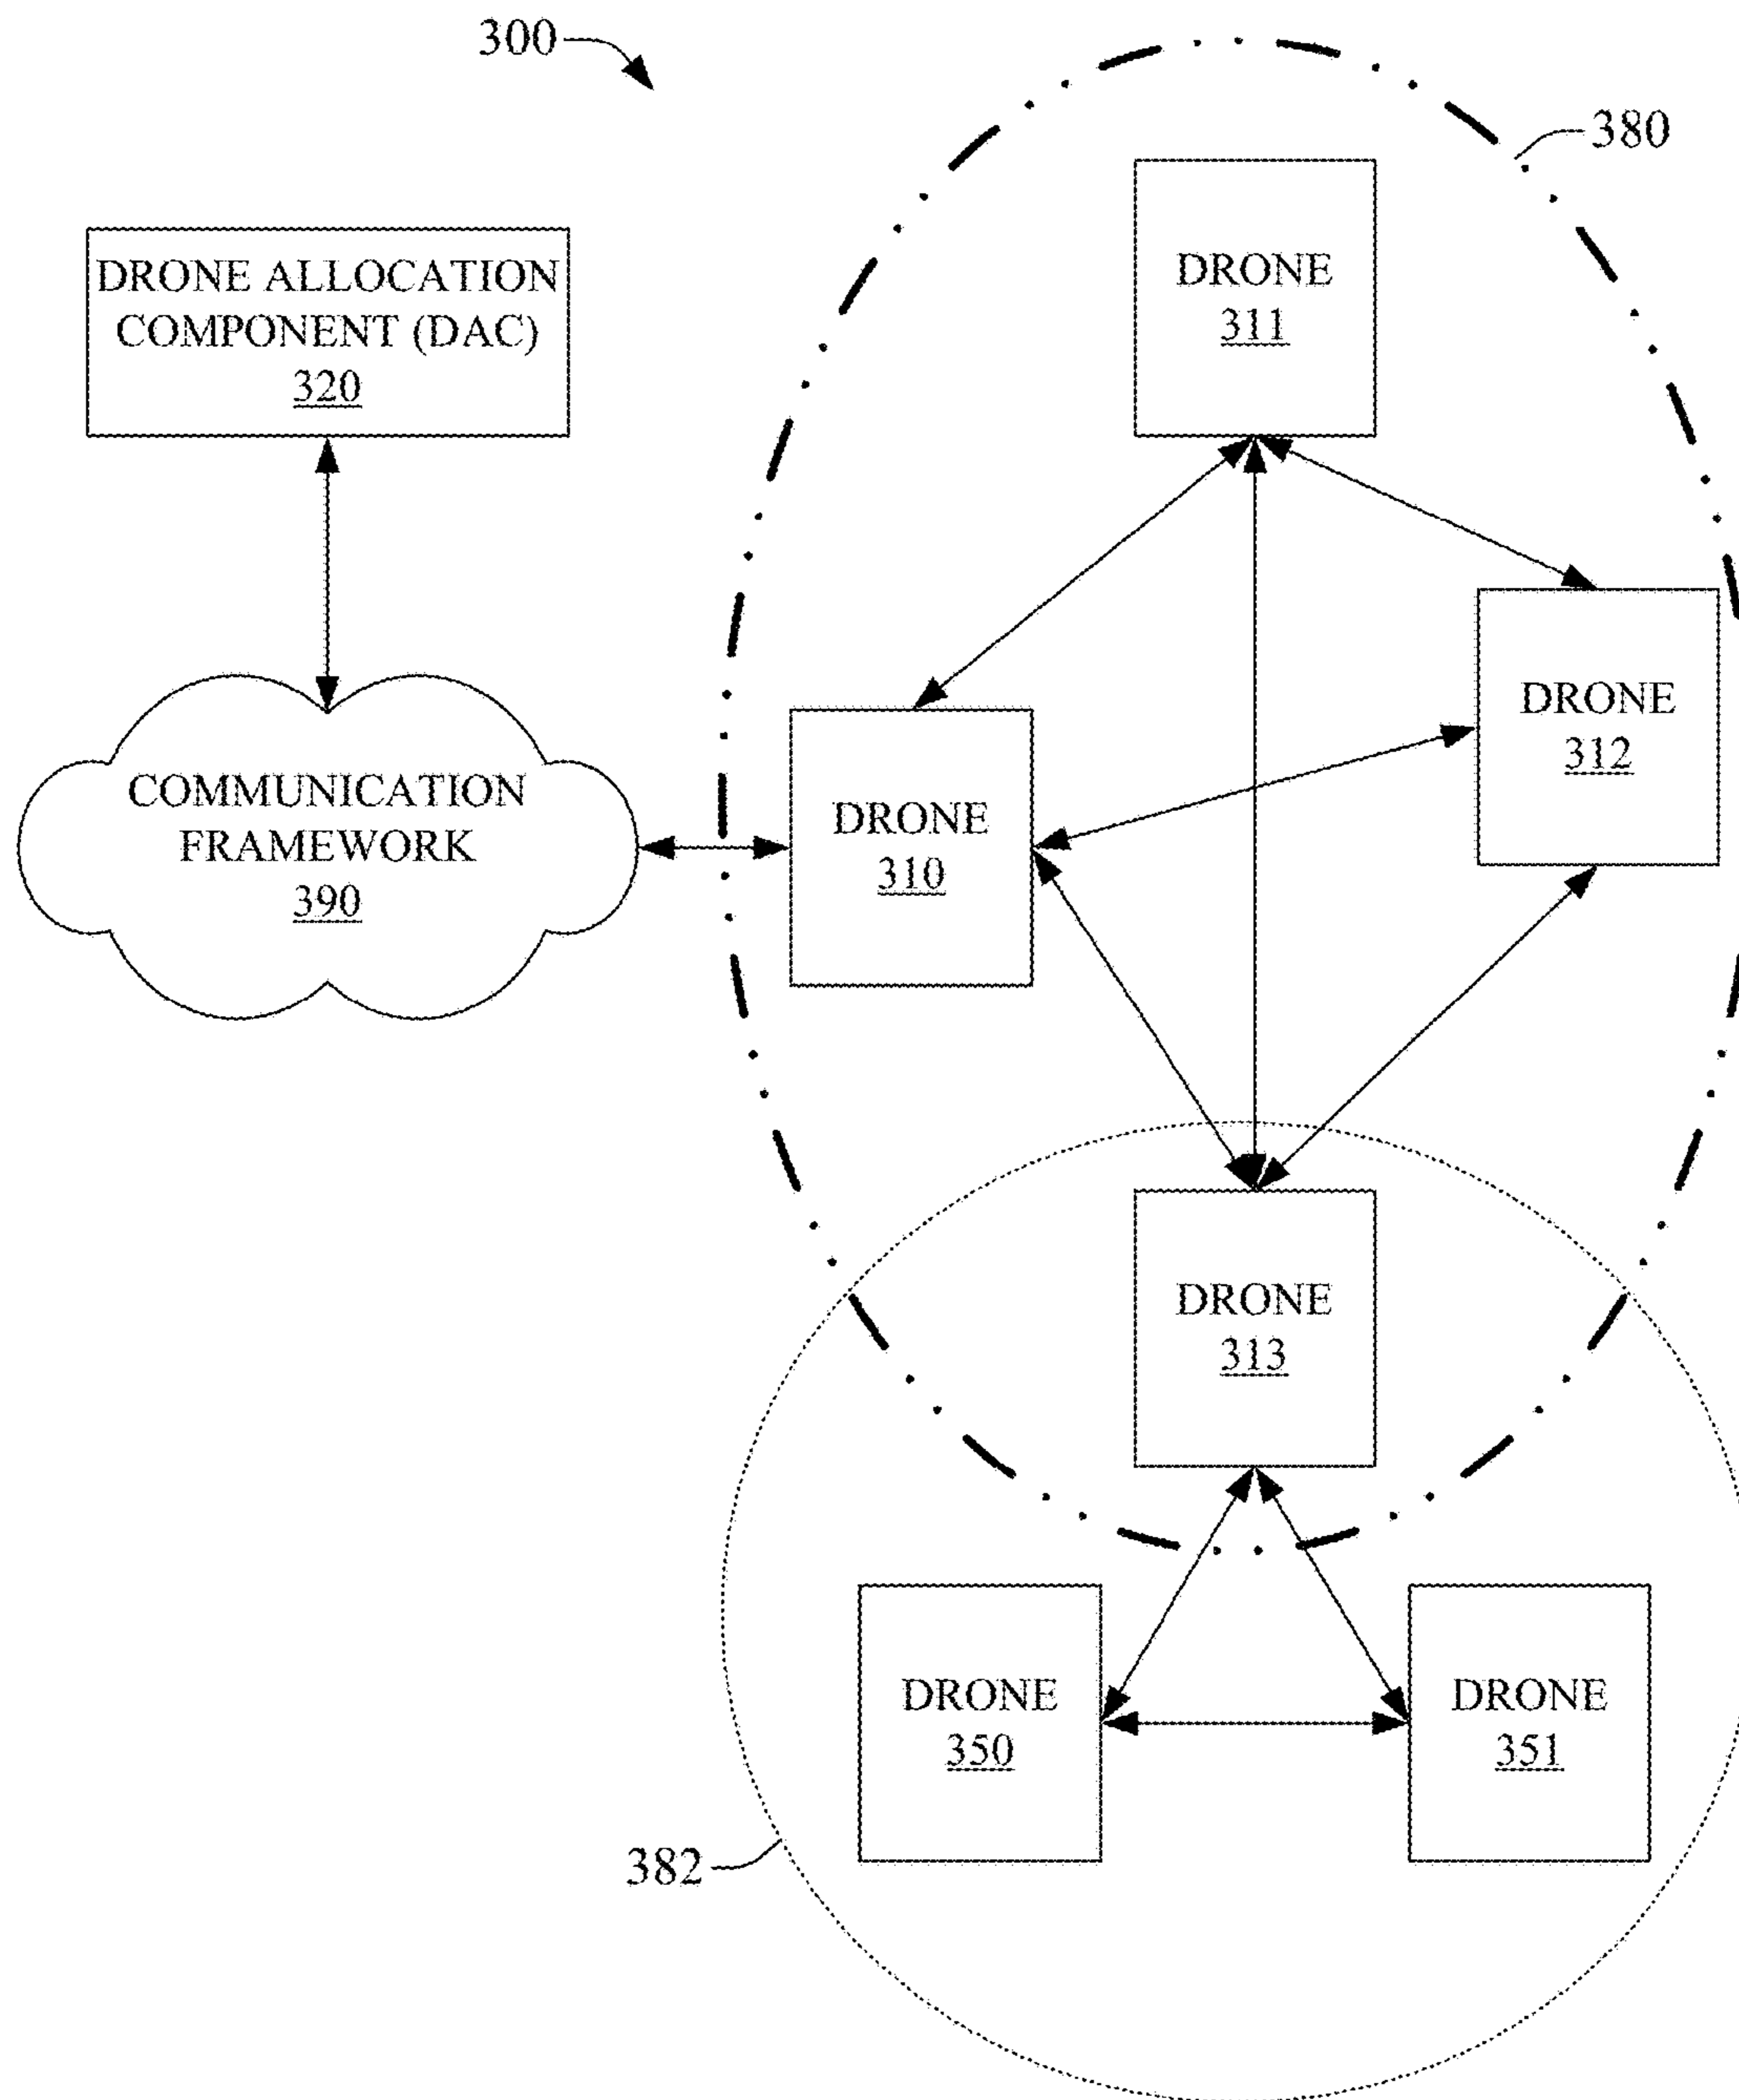 300
380
DRONE
311
DRONE ALLOCATION
COMPONENT (DAC)
320
DRONE
312
COMMUNICATION
FRAMEWORK
390
DRONE
310
DRONE
313
DRONE
350
DRONE
351
382